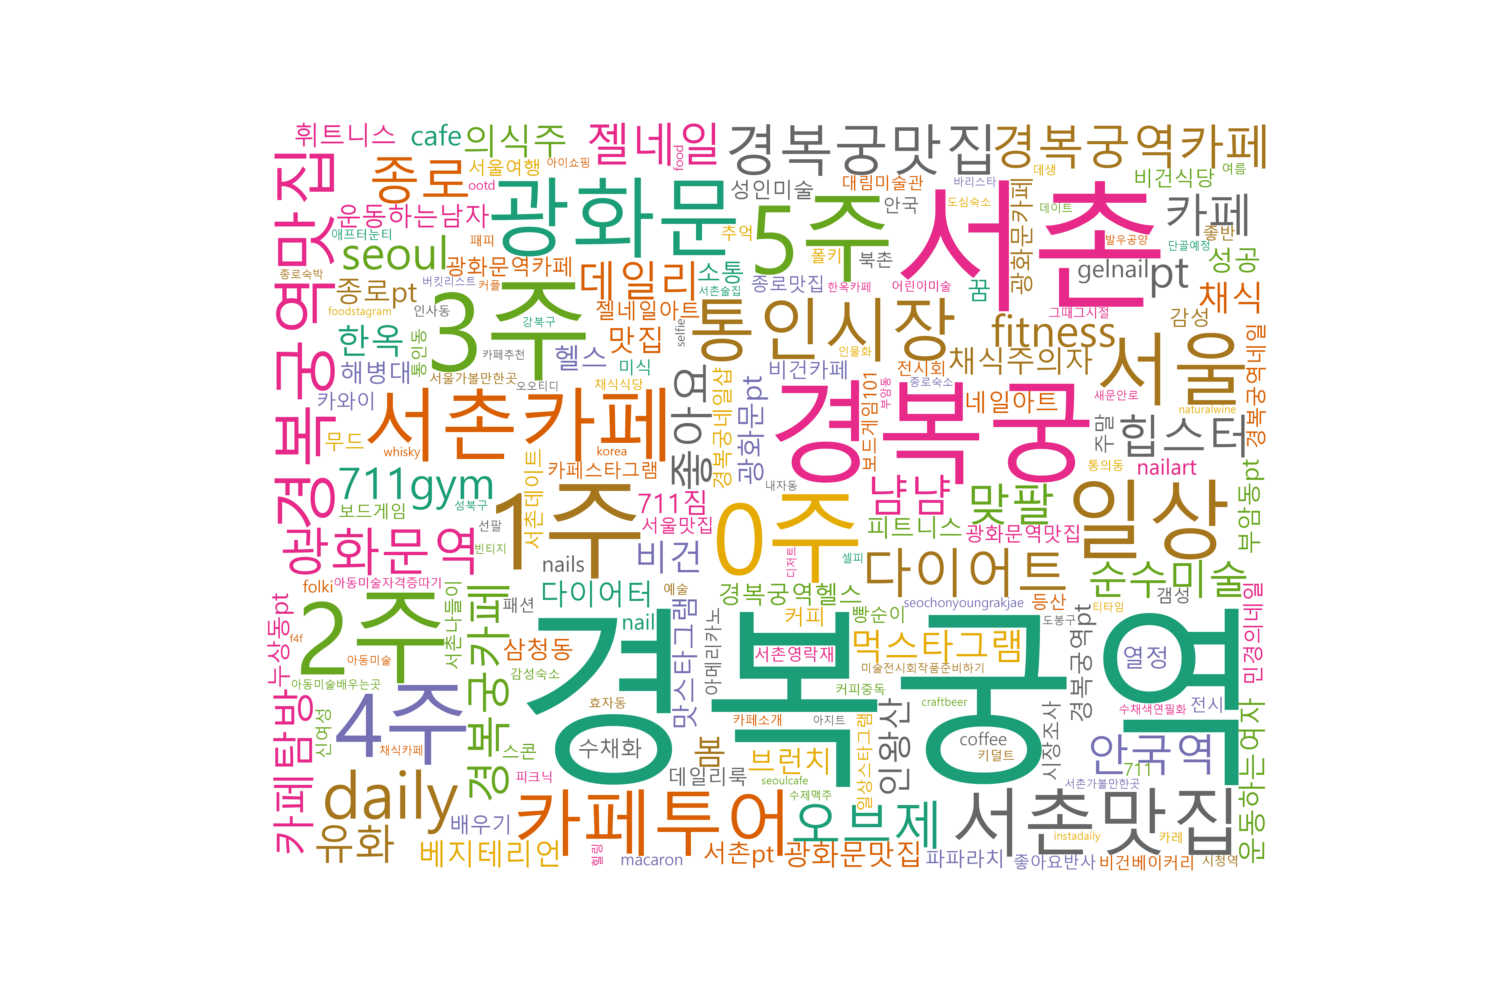 휘트니스
cafe
의식주
젤네일
food
경복궁맛집
경복궁역카페
경복궁역맛집
종로
서울여행
아이쇼핑
ootd
광화문
성인미술
대림미술관
바리스타
데생
비건식당
여름
5주
서촌
카페
운동하는남자
안국
도심숙소
광화문카페
데이트
좋반
애프터눈티
패피
추억
seoul
광화문역카페
데일리
소통
폴키
북촌
발우공양
단골예정
성공
종로숙박
버킷리스트
커플
서촌술집
종로맛집
한옥카페
어린이미술
꿈
gelnail
pt
종로pt
3주
젤네일아트
채식
foodstagram
인사동
강북구
selfie
통인시장
fitness
그때그시절
감성
한옥
통인동
카페추천
맛집
인물화
서울
경복궁역네일
해병대
서울가볼만한곳
헬스
미식
비건카페
전시회
채식주의자
오오티디
채식식당
좋아요
경복궁네일샵
광화문pt
종로숙소
부암동
보드게임101
네일아트
새문안로
카와이
서촌카페
경복궁
naturalwine
주말
힙스터
무드
whisky
korea
711gym
카페스타그램
통의동
nailart
서촌데이트
1주
내자동
냠냠
맞팔
일상
부암동pt
성북구
711짐
0주
보드게임
선팔
서울맛집
피트니스
광화문역맛집
광화문역
빈티지
nails
비건
디저트
셀피
다이어트
순수미술
folki
아동미술자격증따기
다이어터
예술
경복궁역헬스
seochonyoungrakjae
등산
티타임
갬성
민경의네일
누상동pt
f4f
2주
서촌나들이
경복궁카페
패션
nail
맛스타그램
커피
빵순이
도봉구
경복궁역pt
아동미술
삼청동
아메리카노
서촌영락재
먹스타그램
열정
아동미술배우는곳
감성숙소
미술전시회작품준비하기
경복궁역
카페탐방
신여성
4주
효자동
커피중독
craftbeer
수채색연필화
전시
운동하는여자
채식카페
스콘
수채화
봄
카페소개
아지트
일상스타그램
인왕산
coffee
키덜트
시장조사
안국역
피크닉
데일리룩
브런치
711
daily
seoulcafe
서촌가볼만한곳
카페투어
수제맥주
오브제
서촌맛집
유화
배우기
instadaily
카레
베지테리언
힐링
macaron
서촌pt
광화문맛집
파파라치
좋아요반사
비건베이커리
시청역